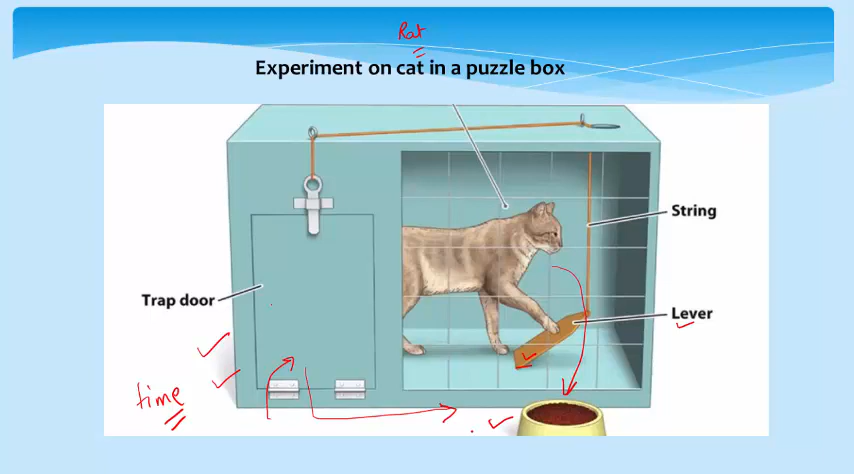 Rat
Experiment on cat in a puzzle box
String
Trap door
Lever
time